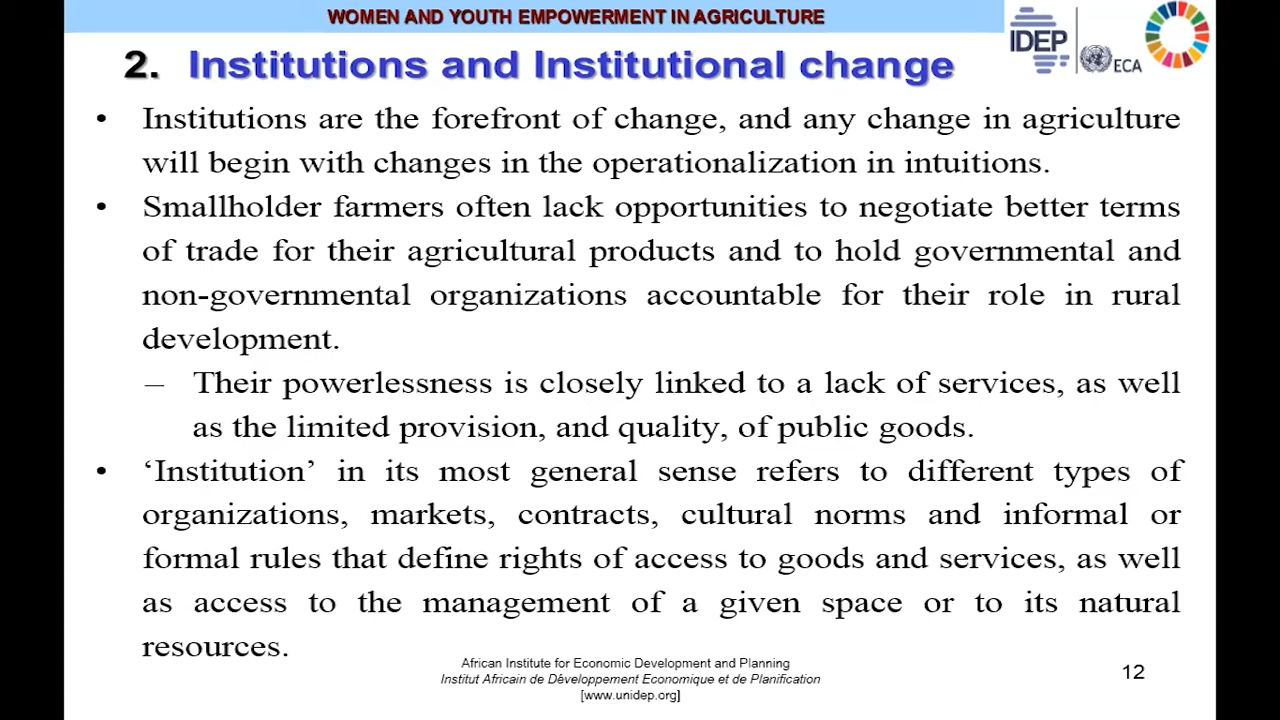 WOMEN AND YOUTH EMPOWERMENT IN AGRICULTURE
IDEP
ECA
2. Institutions and Institutional change
• Institutions are the forefront of change, and any change in agriculture
will begin with changes in the operationalization in intuitions.
• Smallholder farmers often lack opportunities to negotiate better terms
of trade for their agricultural products and to hold governmental and
non-governmental organizations accountable for their role in rural
development.
– Their powerlessness is closely linked to a lack of services, as well
as the limited provision, and quality, of public goods.
• ‘Institution’ in its most general sense refers to different types of
organizations, markets, contracts, cultural norms and informal or
formal rules that define rights of access to goods and services, as well
as access to the management of a given space or to its natural
resources.
African Institute for Economic Development and Planning
Institut Africain de Développement Economique et de Planification
[www.unidep.org]
12